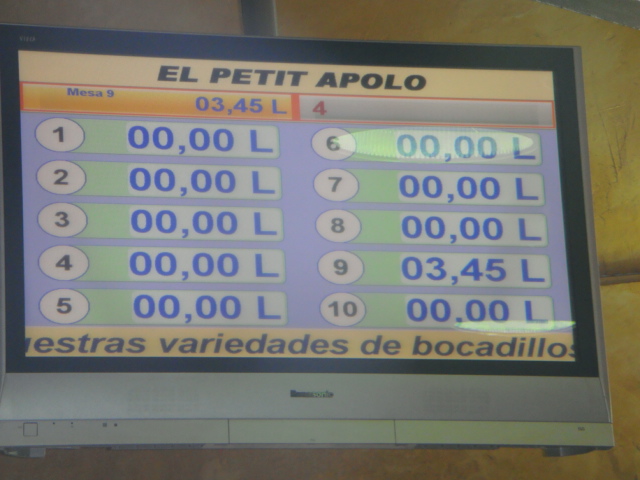 EL PETIT APOLO
Mesa 9 03,45 L 4
1 00,00 L 6 00,00 L
2 00,00 L 7 00,00 L
3 00,00 L 8 00,00 L
4 00,00 L 9 03,45 L
5 00,00 L 10 00,00 L
estras variedades de bocadillos
Panasonic